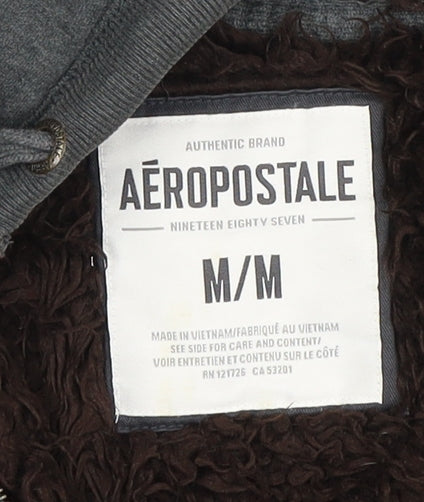 AUTHENTIC BRAND
AÉROPOSTALE
NINETEEN EIGHTY SEVEN
M/M
MADE IN VIETNAM/FABRIQUÉ AU VIETNAM
SEE SIDE FOR CARE AND CONTENT/
VOIR ENTRETIEN ET CONTENU SUR LE CÔTÉ
RN 121726 CA 53201